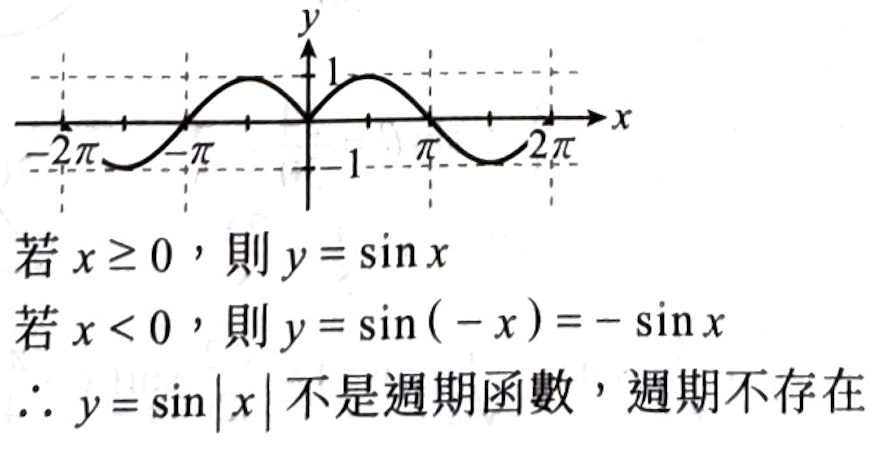 y
1
−2π −π π 2π x
−1
若 x ≥ 0，則 y = sin x
若 x < 0，則 y = sin ( − x ) = − sin x
∴ y = sin | x | 不是週期函數，週期不存在